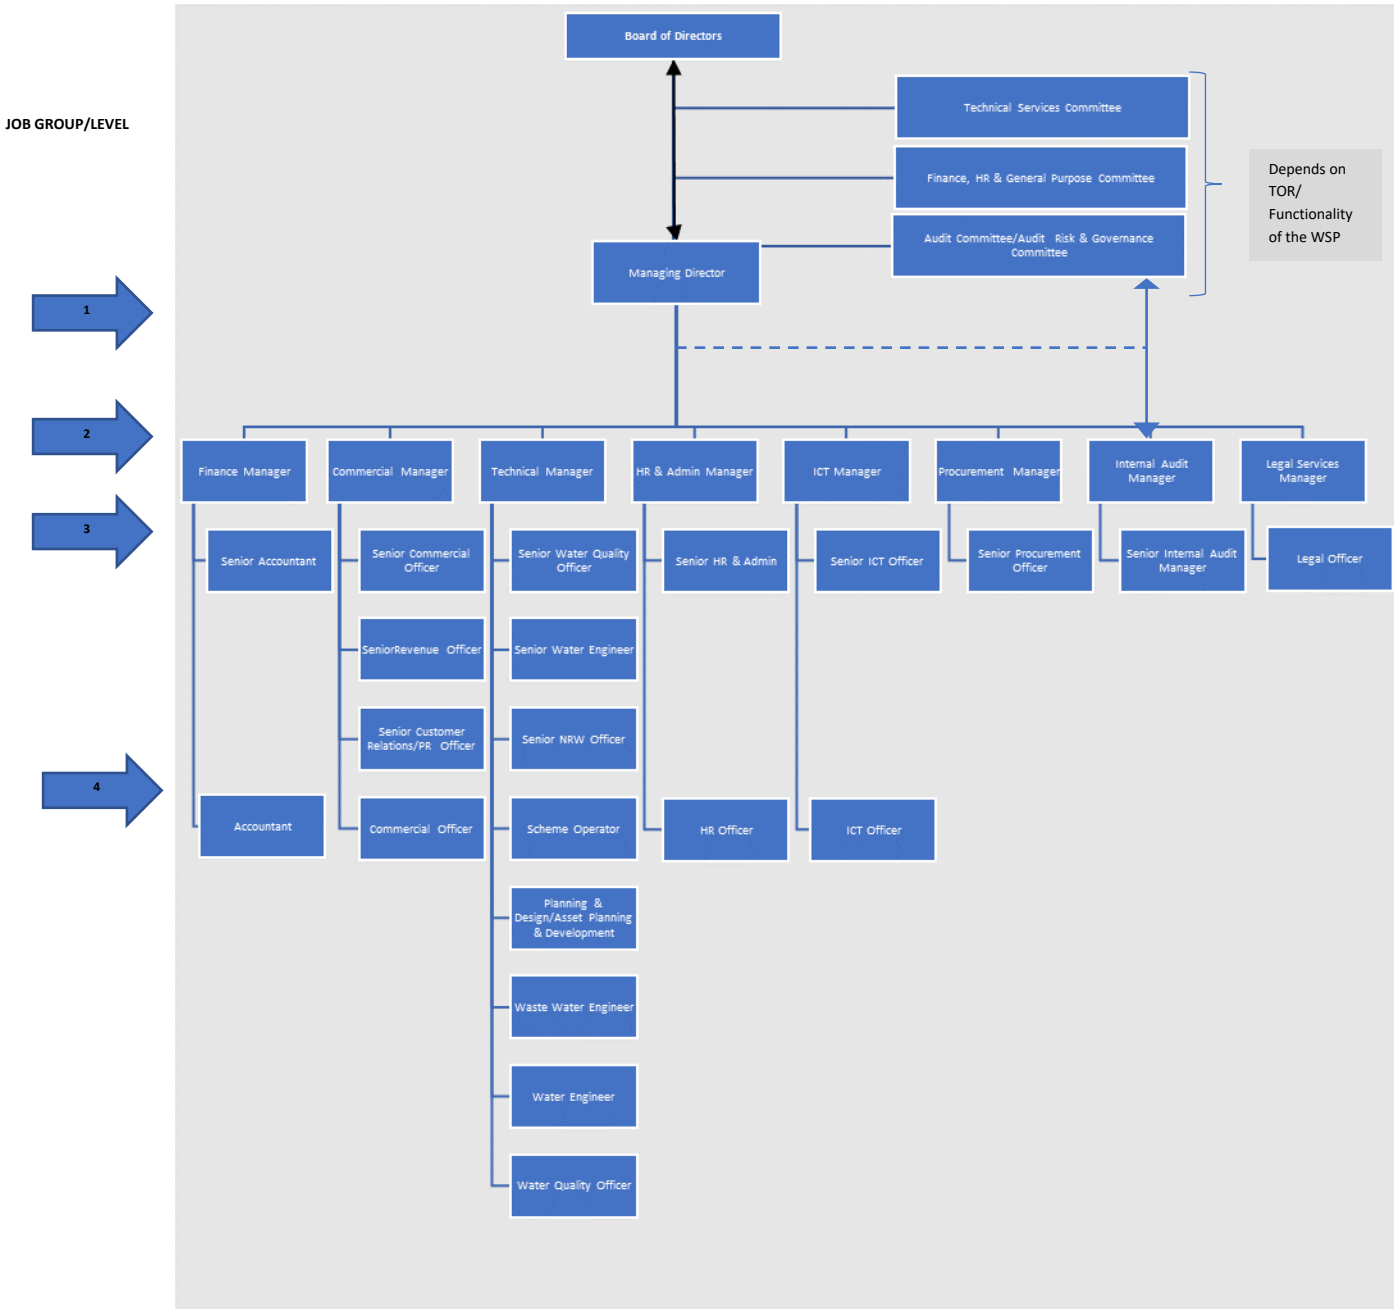 Board of Directors
Technical Services Committee
JOB GROUP/LEVEL
Finance, HR & General Purpose Committee
Depends on
TOR/
Functionality
of the WSP
Audit Committee/Audit Risk & Governance
Committee
Managing Director
1
2
Finance Manager
Commercial Manager
Technical Manager
HR & Admin Manager
ICT Manager
Procurement Manager
Internal Audit
Manager
Legal Services
Manager
3
Senior Accountant
Senior Commercial
Officer
Senior Water Quality
Officer
Senior HR & Admin
Senior ICT Officer
Senior Procurement
Officer
Senior Internal Audit
Manager
Legal Officer
SeniorRevenue Officer
Senior Water Engineer
Senior Customer
Relations/PR Officer
Senior NRW Officer
4
Accountant
Commercial Officer
Scheme Operator
HR Officer
ICT Officer
Planning &
Design/Asset Planning
& Development
Waste Water Engineer
Water Engineer
Water Quality Officer